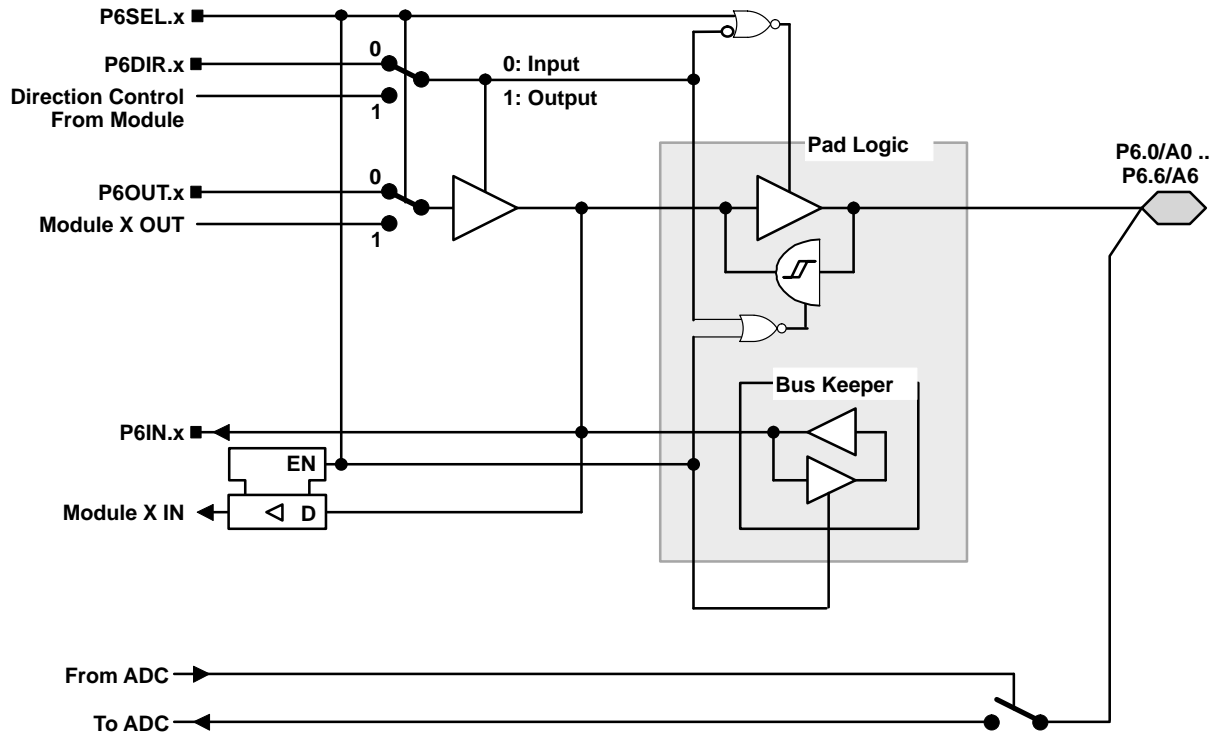 P6SEL.x
P6DIR.x
0
0: Input
Direction Control
From Module
1
1: Output
Pad Logic
P6.0/A0 ..
P6.6/A6
P6OUT.x
0
Module X OUT
1
Bus Keeper
P6IN.x
EN
Module X IN
D
From ADC
To ADC